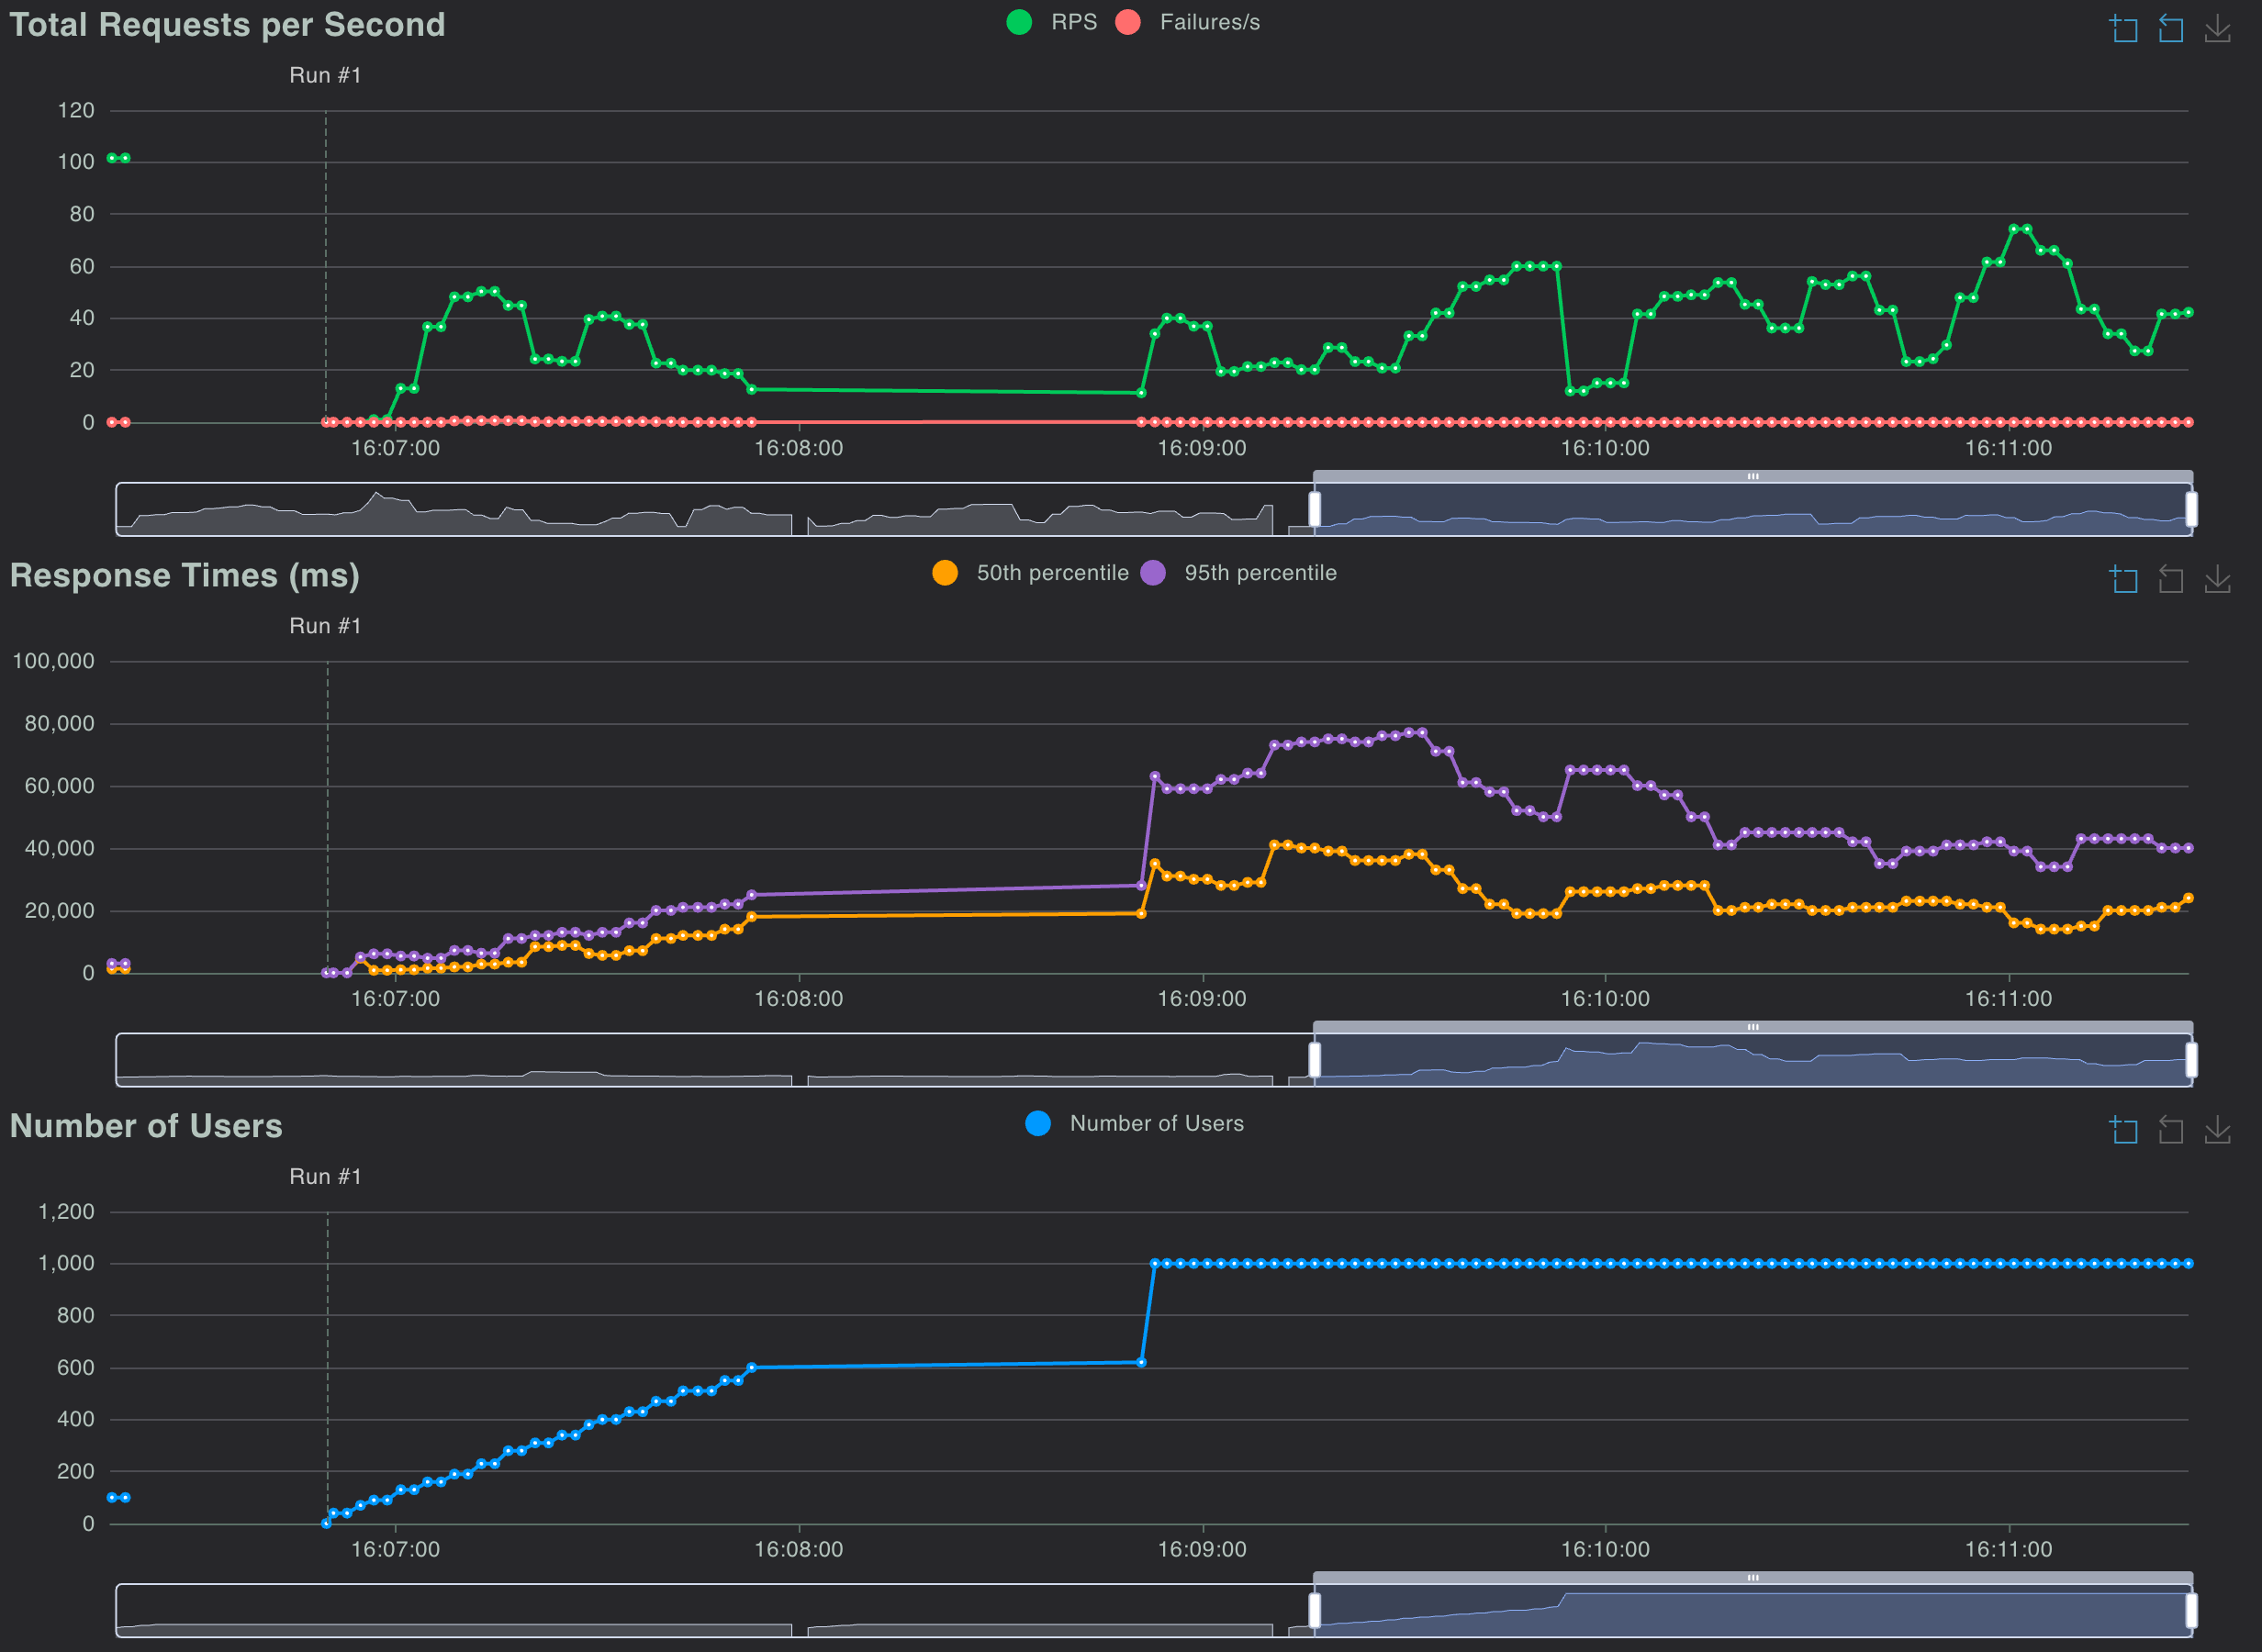 Total Requests per Second
RPS Failures/s
Run #1
120
100
80
60
40
20
0
16:07:00 16:08:00 16:09:00 16:10:00 16:11:00
Response Times (ms)
50th percentile 95th percentile
Run #1
100,000
80,000
60,000
40,000
20,000
0
16:07:00 16:08:00 16:09:00 16:10:00 16:11:00
Number of Users
Number of Users
Run #1
1,200
1,000
800
600
400
200
0
16:07:00 16:08:00 16:09:00 16:10:00 16:11:00